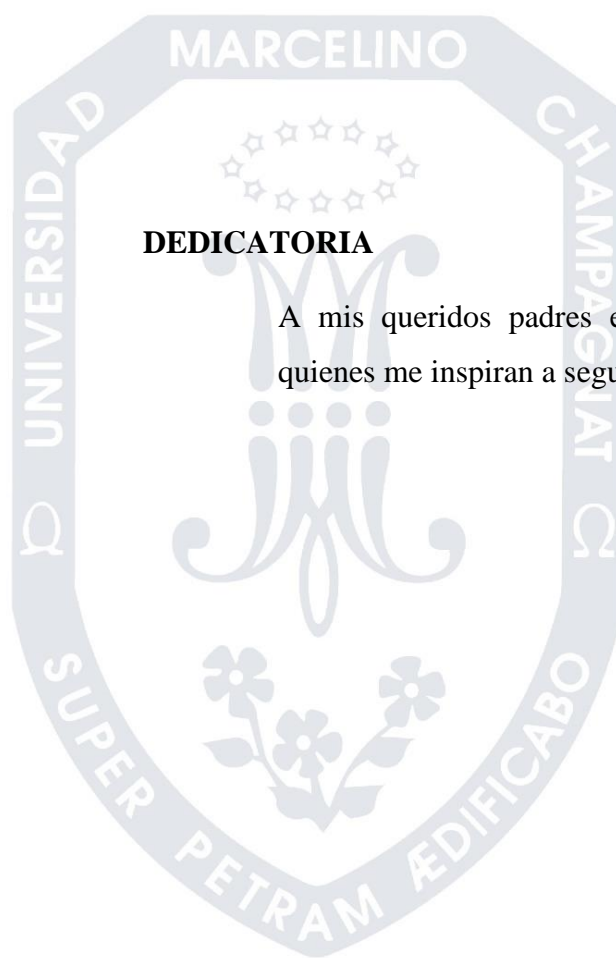 UNIVERSIDAD MARCELINO CHAMPAGNAT
DEDICATORIA
A mis queridos padres e
quienes me inspiran a segu
Ω
SUPER PETRAM ÆDIFICABO